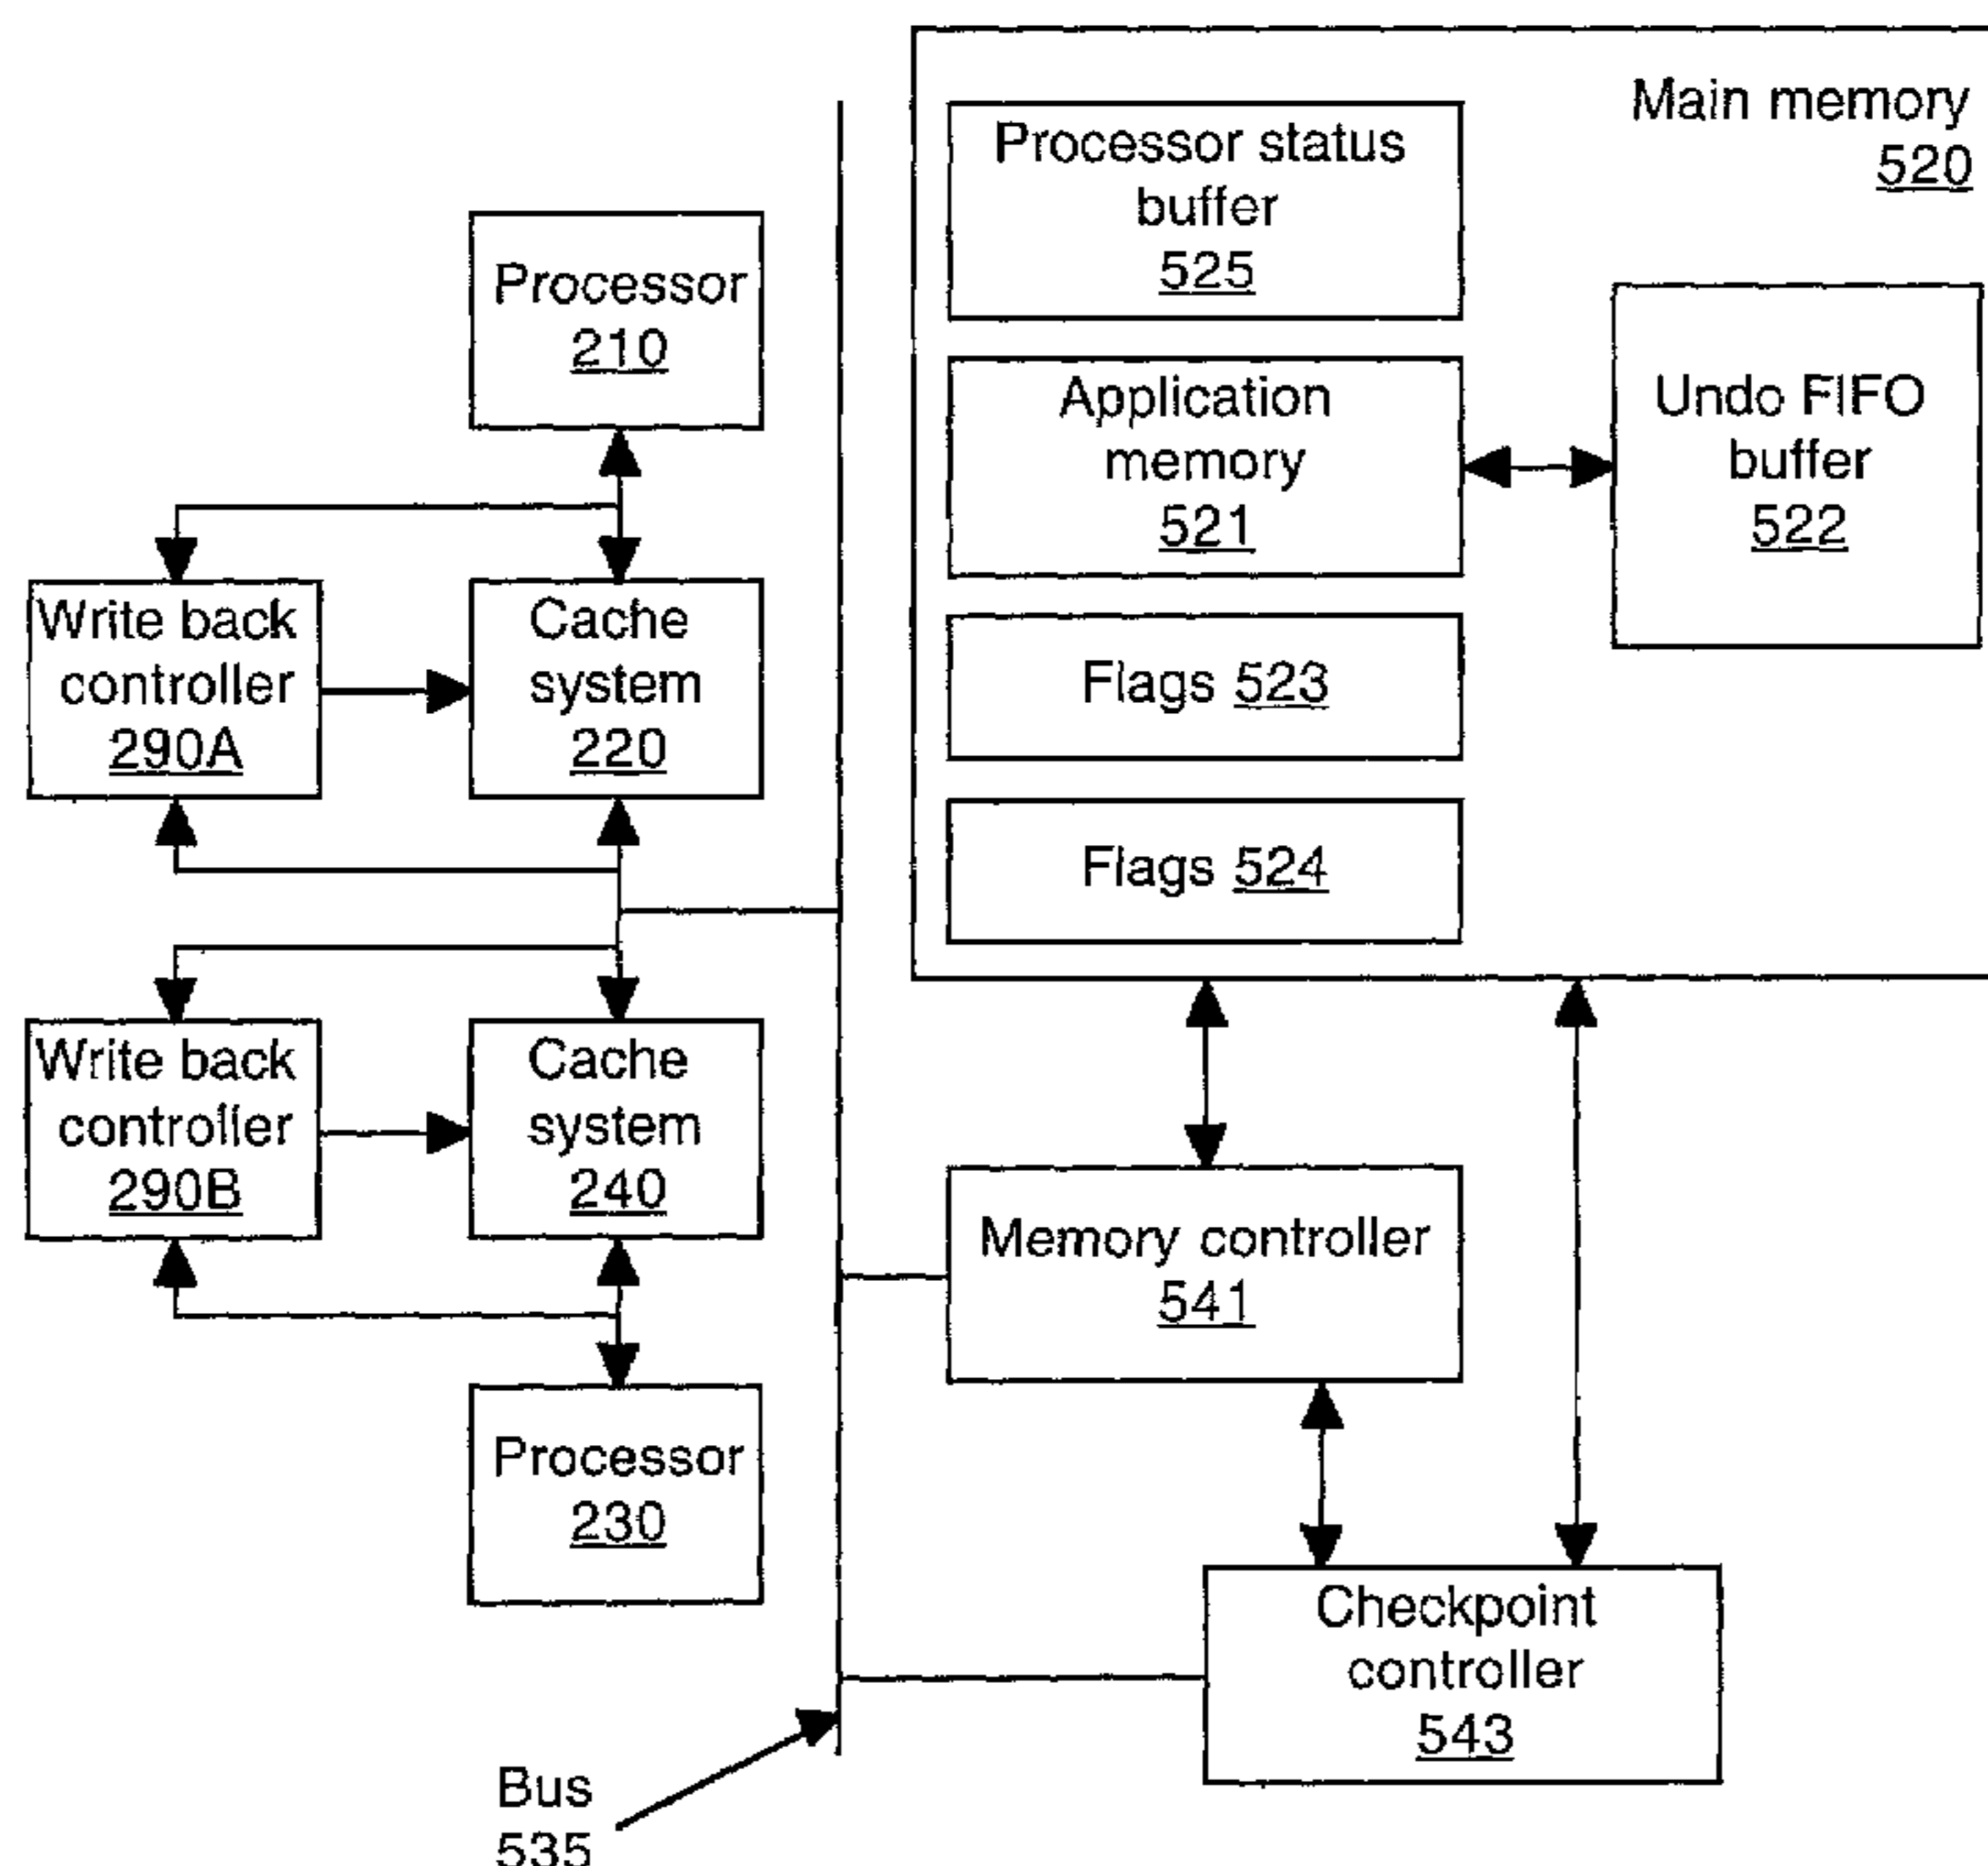 Main memory
520
Processor status
buffer
525
Processor
210
Application
memory
521
Undo FIFO
buffer
522
Write back
controller
290A
Cache
system
220
Flags 523
Flags 524
Write back
controller
290B
Cache
system
240
Memory controller
541
Processor
230
Checkpoint
controller
543
Bus
535